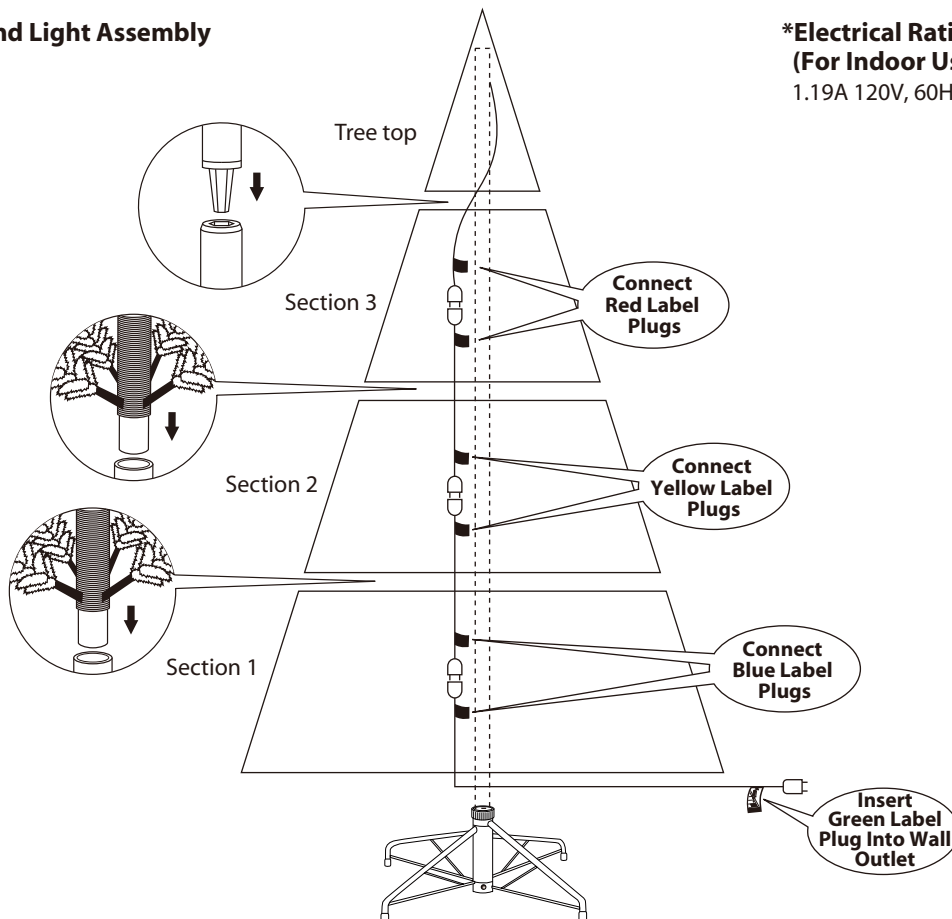 nd Light Assembly
*Electrical Rati
(For Indoor Us
1.19A 120V, 60H
Tree top
Section 3
Connect
Red Label
Plugs
Section 2
Connect
Yellow Label
Plugs
Section 1
Connect
Blue Label
Plugs
Insert
Green Label
Plug Into Wall
Outlet